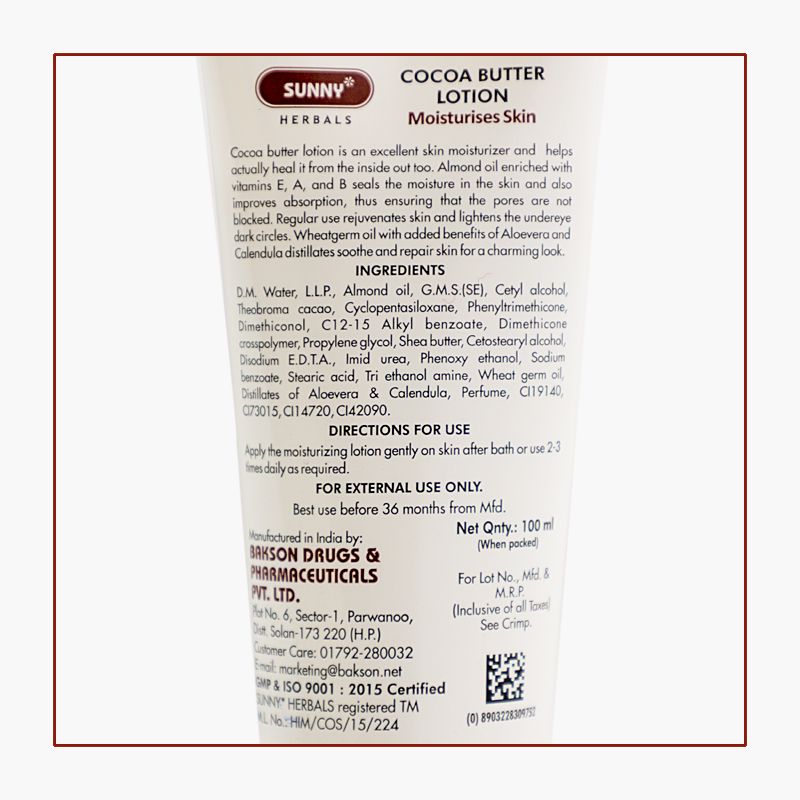 SUNNY*
HERBALS
COCOA BUTTER
LOTION
Moisturises Skin
Cocoa butter lotion is an excellent skin moisturizer and helps
actually heal it from the inside out too. Almond oil enriched with
vitamins E, A, and B seals the moisture in the skin and also
improves absorption, thus ensuring that the pores are not
blocked. Regular use rejuvenates skin and lightens the undereye
dark circles. Wheatgerm oil with added benefits of Aloevera and
Calendula distillates soothe and repair skin for a charming look.
INGREDIENTS
D.M. Water, L.L.P., Almond oil, G.M.S.(SE), Cetyl alcohol,
Theobroma cacao, Cyclopentasiloxane, Phenyltrimethicone,
Dimethiconol, C12-15 Alkyl benzoate, Dimethicone
crosspolymer, Propylene glycol, Shea butter, Cetostearyl alcohol,
Disodium E.D.T.A., Imid urea, Phenoxy ethanol, Sodium
benzoate, Stearic acid, Tri ethanol amine, Wheat germ oil,
Distillates of Aloevera & Calendula, Perfume, CI19140,
CI73015, CI14720, CI42090.
DIRECTIONS FOR USE
Apply the moisturizing lotion gently on skin after bath or use 2-3
times daily as required.
FOR EXTERNAL USE ONLY.
Best use before 36 months from Mfd.
Manufactured in India by:
BAKSON DRUGS &
PHARMACEUTICALS
PVT. LTD.
Plot No. 6, Sector-1, Parwanoo,
Distt. Solan-173 220 (H.P.)
Customer Care: 01792-280032
E-mail: marketing@bakson.net
GMP & ISO 9001 : 2015 Certified
SUNNY* HERBALS registered TM
M.L. No.: HIM/COS/15/224
Net Qnty.: 100 ml
(When packed)
For Lot No., Mfd. &
M.R.P.
(Inclusive of all Taxes)
See Crimp.
(0) 8903228309752